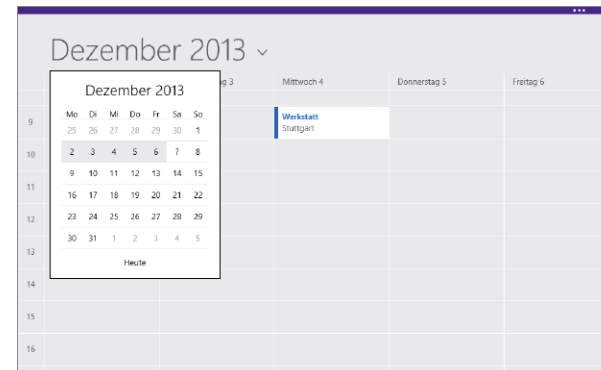 Dezember 2013
3
Mittwoch 4
Donnerstag 5
Freitag 6
Dezember 2013
Mo Di Mi Do Fr Sa So
25 26 27 28 29 30 1
2 3 4 5 6 7 8
9 10 11 12 13 14 15
16 17 18 19 20 21 22
23 24 25 26 27 28 29
30 31 1 2 3 4 5
Heute
9
Werkstatt
Stuttgart
10
11
12
13
14
15
16